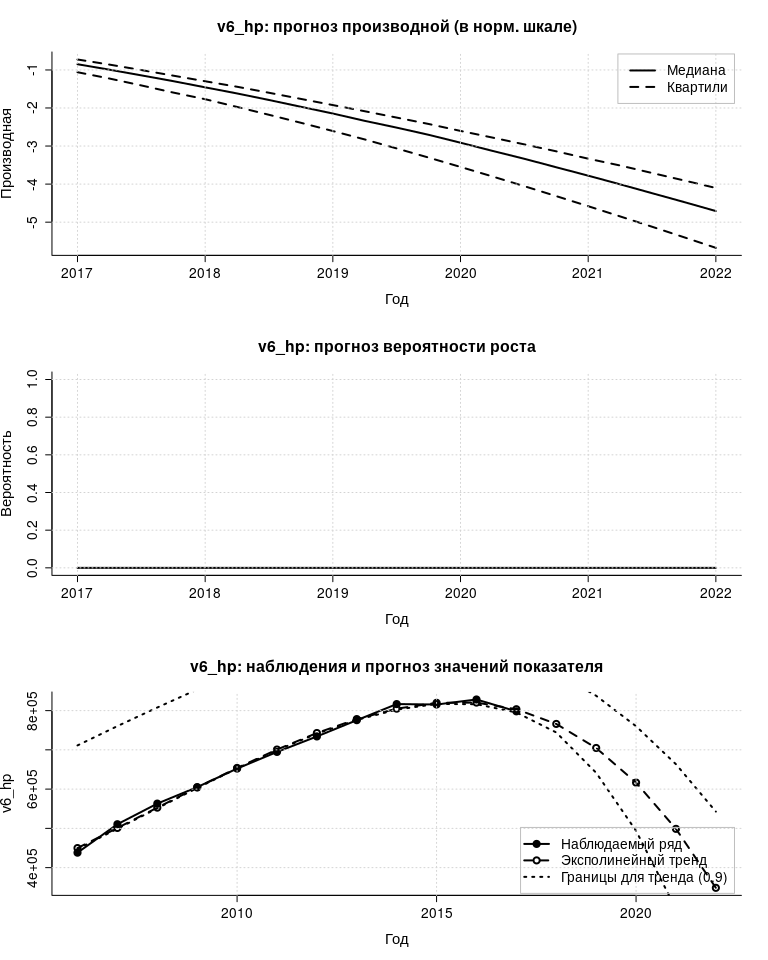 v6_hp: прогноз производной (в норм. шкале)
Производная
-1
-2
-3
-4
-5
Медиана
Квартили
2017
2018
2019
2020
2021
2022
Год
v6_hp: прогноз вероятности роста
Вероятность
1.0
0.8
0.6
0.4
0.2
0.0
2017
2018
2019
2020
2021
2022
Год
v6_hp: наблюдения и прогноз значений показателя
v6_hp
8e+05
6e+05
4e+05
Наблюдаемый ряд
Эксполинейный тренд
Границы для тренда (0.9)
2010
2015
2020
Год